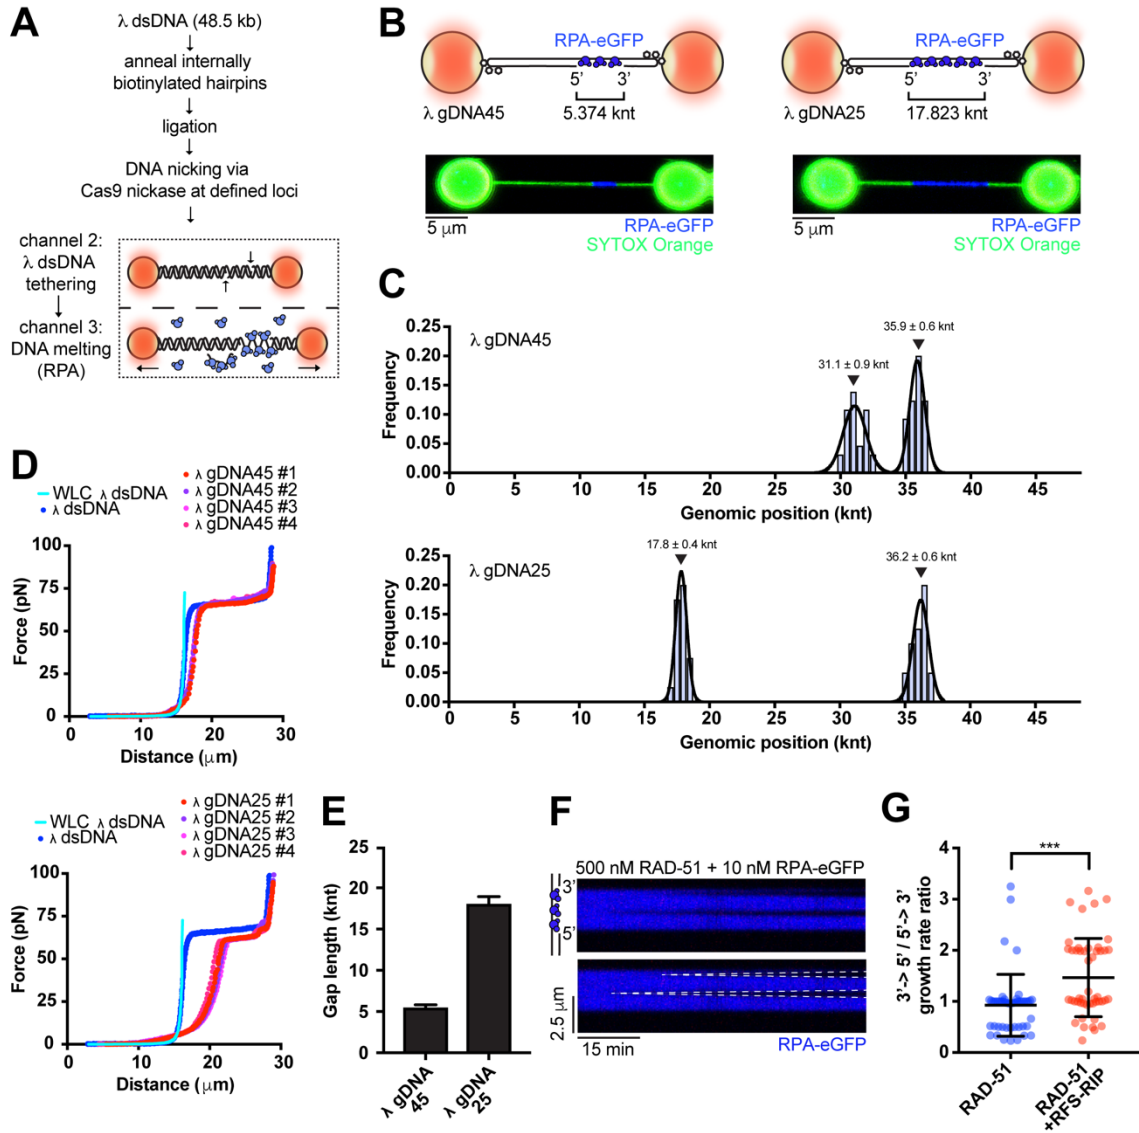 A
λ dsDNA (48.5 kb)
anneal internally
biotinylated hairpins
ligation
DNA nicking via
Cas9 nickase at defined loci
channel 2:
λ dsDNA
tethering
channel 3:
DNA melting
(RPA)
B
RPA-eGFP
5' 3'
λ gDNA45
5.374 knt
RPA-eGFP
5' 3'
λ gDNA25
17.823 knt
5 μm
RPA-eGFP
SYTOX Orange
5 μm
RPA-eGFP
SYTOX Orange
C
λ gDNA45
31.1 ± 0.9 knt
35.9 ± 0.6 knt
Frequency
0.25
0.20
0.15
0.10
0.05
0.00
0 5 10 15 20 25 30 35 40 45
Genomic position (knt)
λ gDNA25
17.8 ± 0.4 knt
36.2 ± 0.6 knt
Frequency
0.25
0.20
0.15
0.10
0.05
0.00
0 5 10 15 20 25 30 35 40 45
Genomic position (knt)
D
WLC λ dsDNA
λ dsDNA
λ gDNA45 #1
λ gDNA45 #2
λ gDNA45 #3
λ gDNA45 #4
Force (pN)
100
75
50
25
0
0 10 20 30
Distance (μm)
WLC λ dsDNA
λ dsDNA
λ gDNA25 #1
λ gDNA25 #2
λ gDNA25 #3
λ gDNA25 #4
Force (pN)
100
75
50
25
0
0 10 20 30
Distance (μm)
E
Gap length (knt)
25
20
15
10
5
0
λ gDNA
45
λ gDNA
25
F
500 nM RAD-51 + 10 nM RPA-eGFP
3'
5'
2.5 μm
15 min
RPA-eGFP
G
***
3'-> 5' / 5'-> 3'
growth rate ratio
4
3
2
1
0
RAD-51
RAD-51
+RFS-RIP